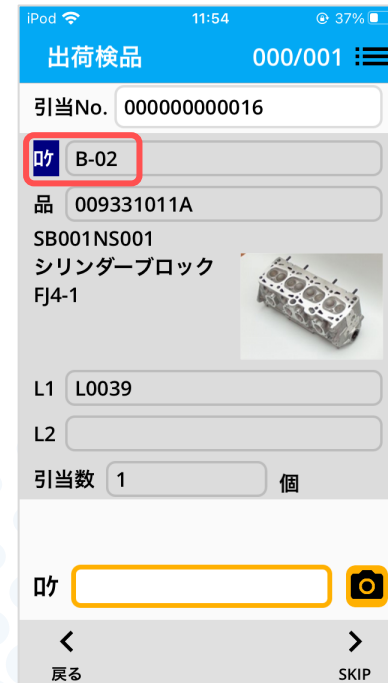 iPod 11:54 37%
出荷検品 000/001
引当No. 000000000016
ﾛｹ B-02
品 009331011A
SB001NS001
シリンダーブロック
FJ4-1
L1 L0039
L2
引当数 1 個
ﾛｹ
戻る SKIP